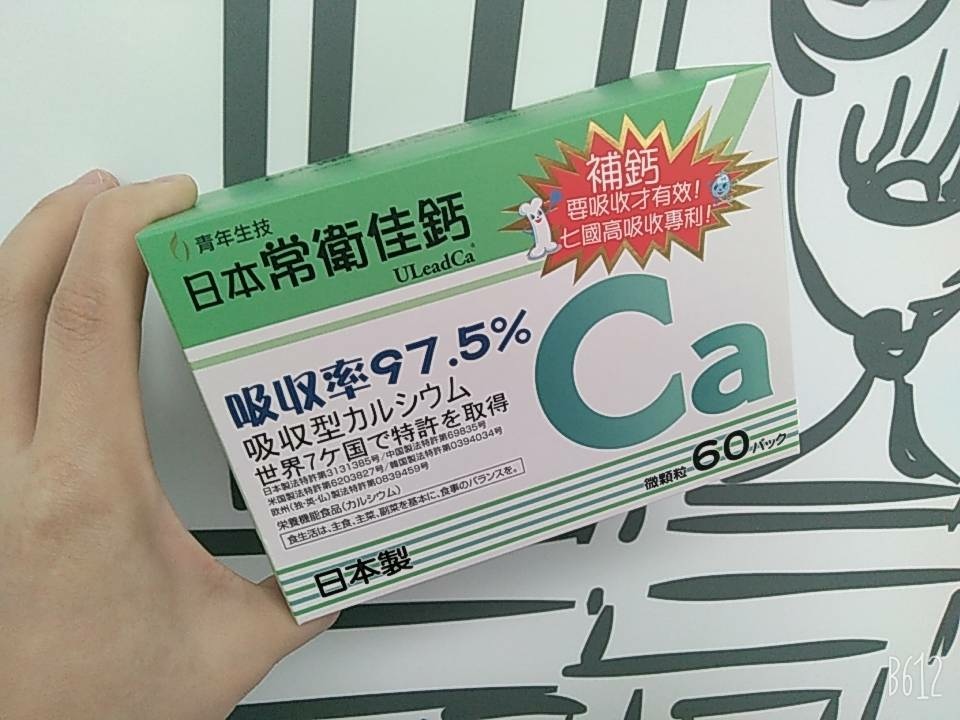 青年生技
日本常衛佳鈣
ULeadCa
補鈣
要吸收才有效!
七國高吸收專利!
吸収率97.5%
吸収型カルシウム
世界7ケ国で特許を取得
日本製法特許第3131385号/中国製法特許第69835号
米国製法特許第6203827号/韓国製法特許第0394034号
欧州(独・英・仏)製法特許第0839459号
栄養機能食品(カルシウム)
食生活は、主食、主菜、副菜を基本に、食事のバランスを。
Ca
微顆粒 60パック
日本製
B612